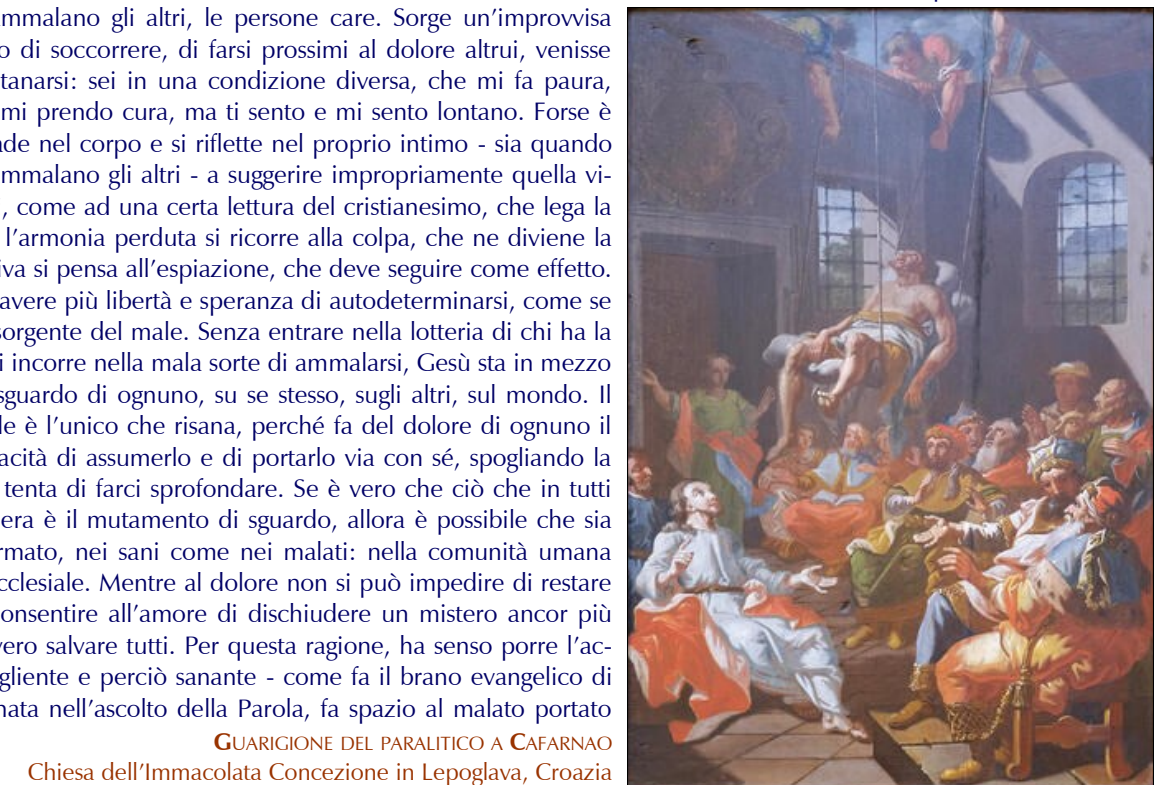 mmalano gli altri, le persone care. Sorge un'improvvisa
o di soccorrere, di farsi prossimi al dolore altrui, venisse
tanarsi: sei in una condizione diversa, che mi fa paura,
mi prendo cura, ma ti sento e mi sento lontano. Forse è
ade nel corpo e si riflette nel proprio intimo - sia quando
mmalano gli altri - a suggerire impropriamente quella vi-
, come ad una certa lettura del cristianesimo, che lega la
l'armonia perduta si ricorre alla colpa, che ne diviene la
iva si pensa all'espiazione, che deve seguire come effetto.
avere più libertà e speranza di autodeterminarsi, come se
sorgente del male. Senza entrare nella lotteria di chi ha la
i incorre nella mala sorte di ammalarsi, Gesù sta in mezzo
sguardo di ognuno, su se stesso, sugli altri, sul mondo. Il
le è l'unico che risana, perché fa del dolore di ognuno il
acità di assumerlo e di portarlo via con sé, spogliando la
tenta di farci sprofondare. Se è vero che ciò che in tutti
era è il mutamento di sguardo, allora è possibile che sia
rmato, nei sani come nei malati: nella comunità umana
cclesiale. Mentre al dolore non si può impedire di restare
onsentire all'amore di dischiudere un mistero ancor più
vero salvare tutti. Per questa ragione, ha senso porre l'ac-
gliente e perciò sanante - come fa il brano evangelico di
nata nell'ascolto della Parola, fa spazio al malato portato
GUARIGIONE DEL PARALITICO A CAFARNAO
Chiesa dell'Immacolata Concezione in Lepoglava, Croazia